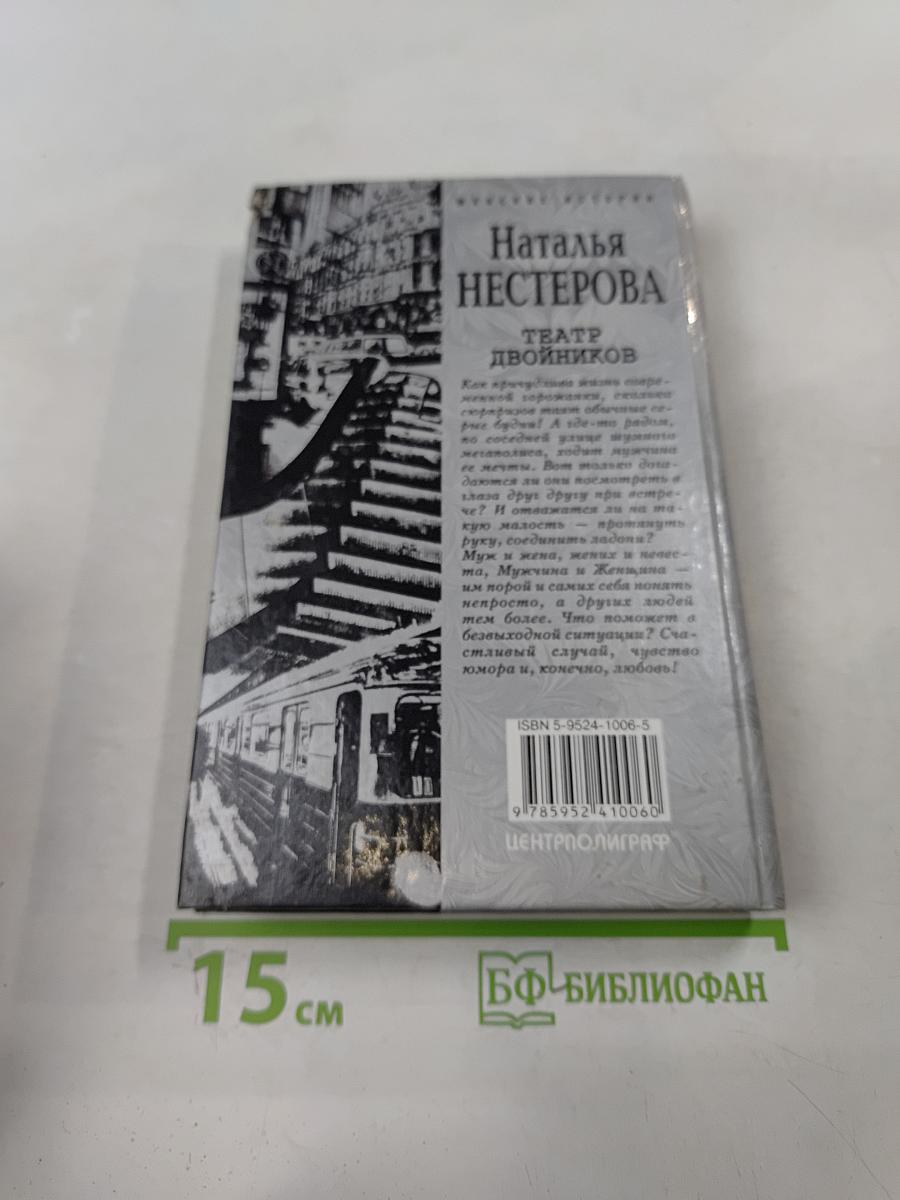 Наталья
НЕСТЕРОВА
ТЕАТР
ДВОЙНИКОВ
Как причудлива жизнь совре-
менной горожанки, сколько
сюрпризов таят обычные се-
рые будни! А где-то рядом,
по соседней улице шумного
мегаполиса, ходит мужчина
ее мечты. Вот только дога-
даются ли они посмотреть в
глаза друг другу при встре-
че? И отважатся ли на та-
кую малость — протянуть
руку, соединить ладони?
Муж и жена, жених и невес-
та, Мужчина и Женщина —
им порой и самих себя понять
непросто, а других людей
тем более. Что поможет в
безвыходной ситуации? Сча-
стливый случай, чувство
юмора и, конечно, любовь!
ISBN 5-9524-1006-5
9 785952 410060
ЦЕНТРПОЛИГРАФ
15 см
БФ БИБЛИОФАН